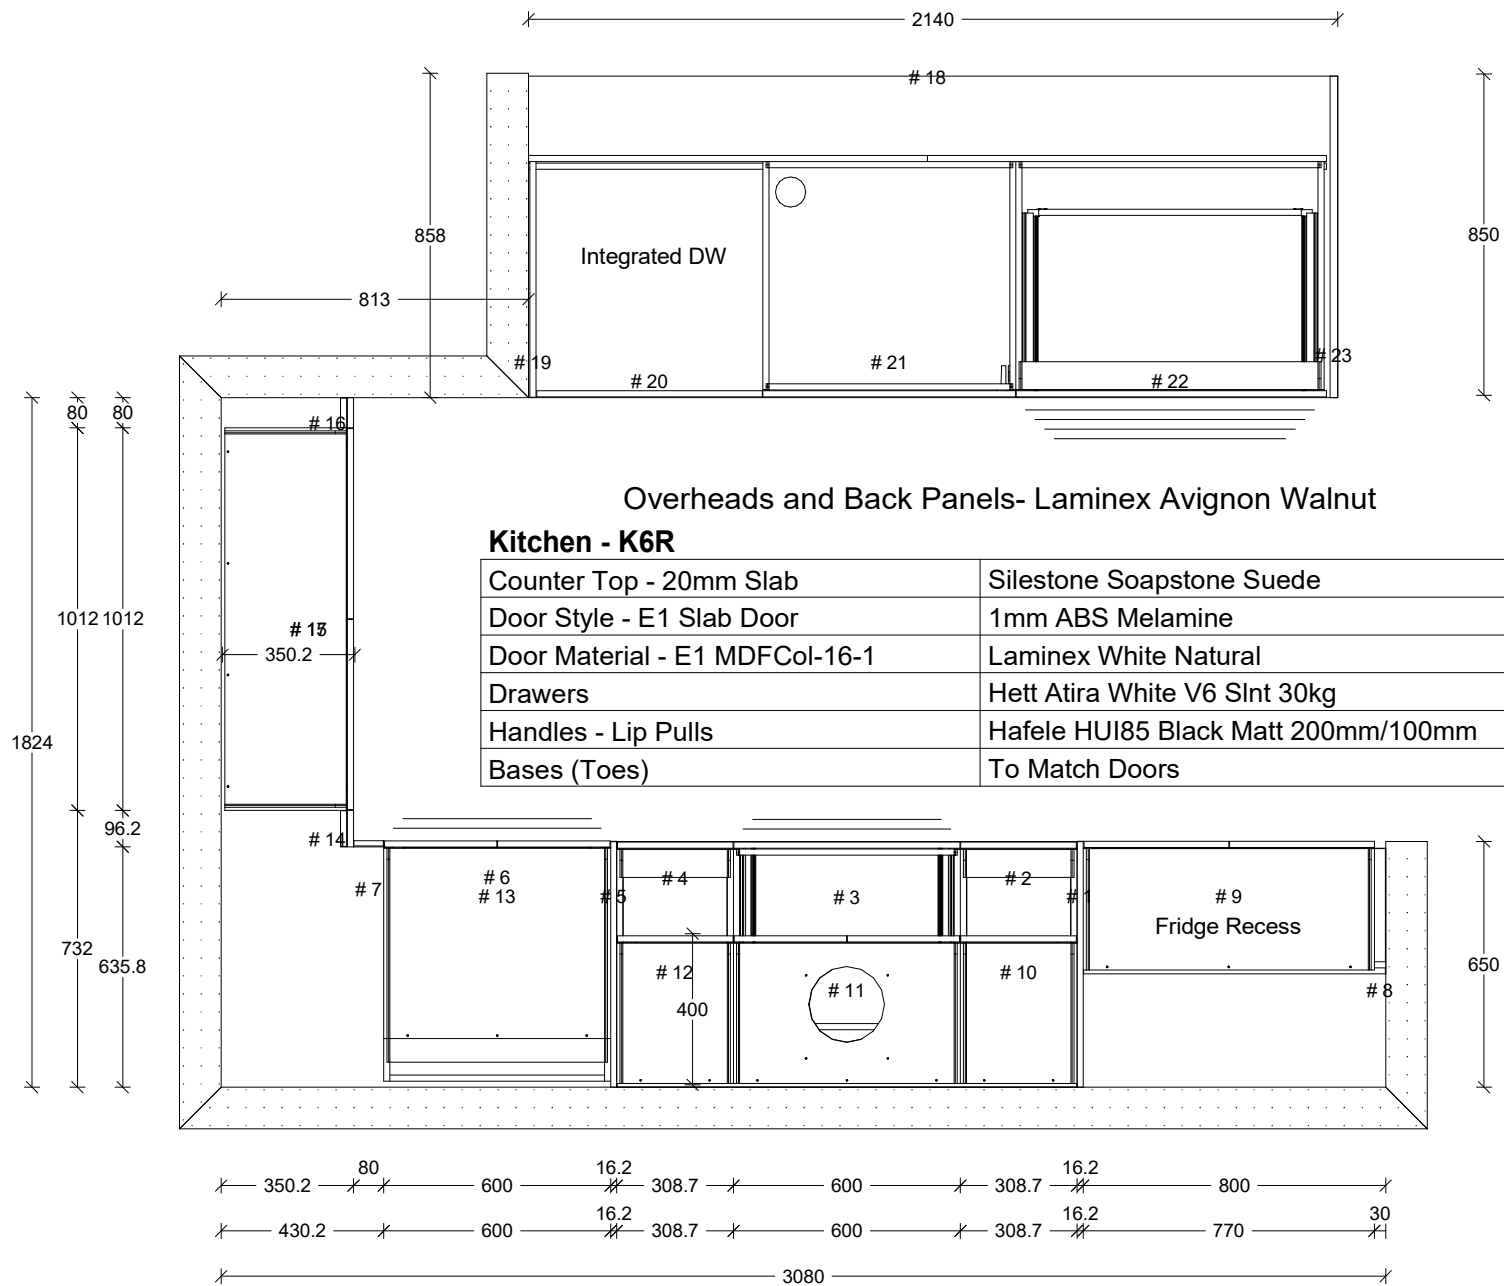 2140
# 18
858
850
Integrated DW
813
# 19
# 20
# 21
# 22
# 23
80
80
# 16
Overheads and Back Panels- Laminex Avignon Walnut
Kitchen - K6R
Counter Top - 20mm Slab Silestone Soapstone Suede
Door Style - E1 Slab Door 1mm ABS Melamine
Door Material - E1 MDFCol-16-1 Laminex White Natural
Drawers Hett Atira White V6 Slnt 30kg
Handles - Lip Pulls Hafele HUI85 Black Matt 200mm/100mm
Bases (Toes) To Match Doors
1012
1012
350.2
1824
96.2
# 14
# 7
# 6
# 13
# 5
# 4
# 3
# 2
# 1
# 9
Fridge Recess
732
635.8
# 12
400
# 11
# 10
# 8
650
80 16.2 16.2
350.2 600 308.7 600 308.7 800
16.2 16.2 30
430.2 600 308.7 600 308.7 770
3080